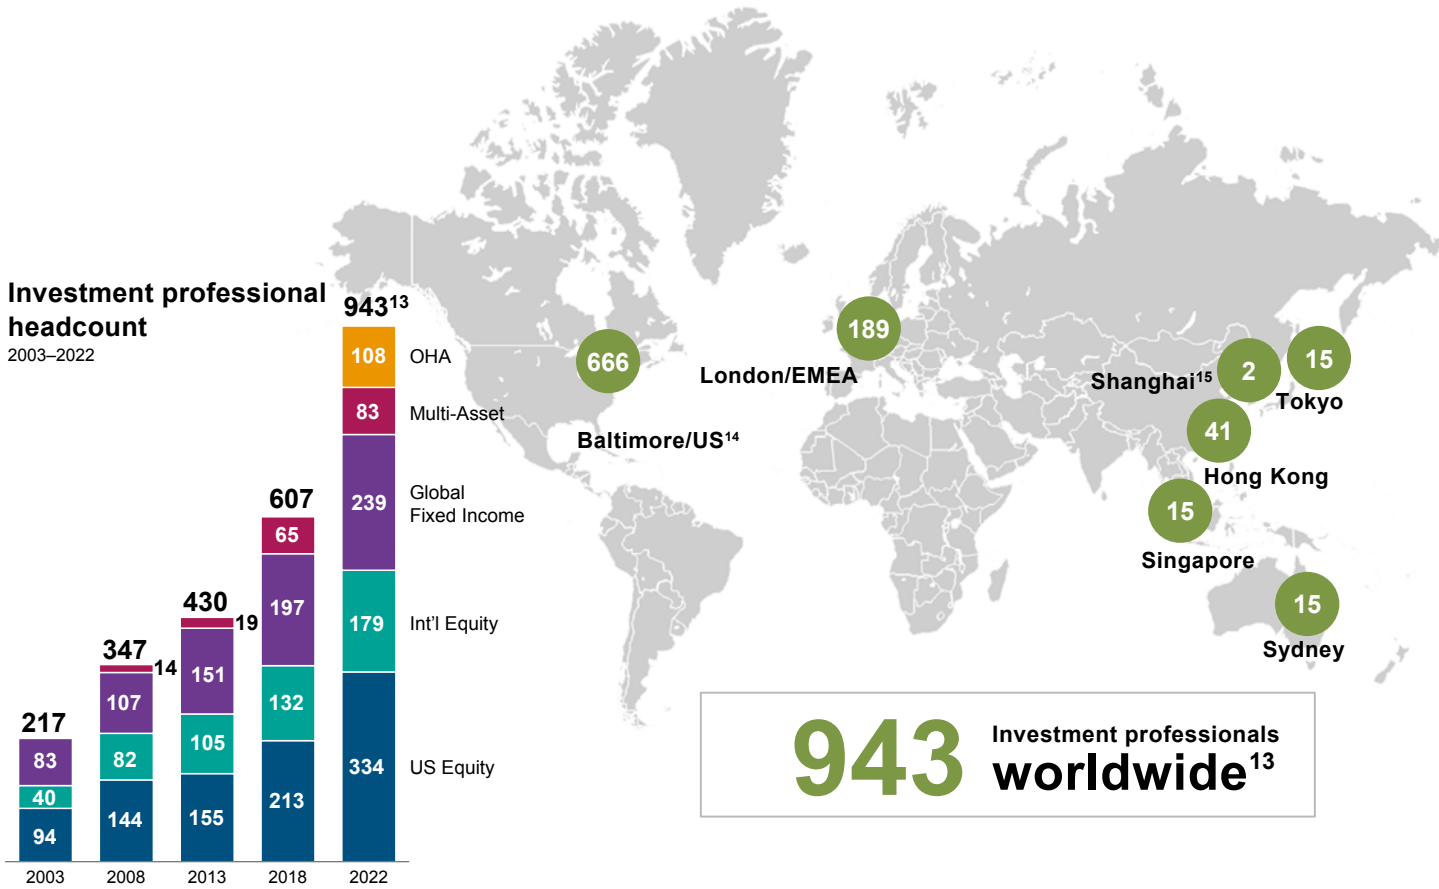 Investment professional
headcount
2003–2022
217
83
40
94
2003
347
14
107
82
144
2008
430
19
151
105
155
2013
607
65
197
132
213
2018
943¹³
108
OHA
83
Multi-Asset
239
Global
Fixed Income
179
Int'l Equity
334
US Equity
2022
666
Baltimore/US¹⁴
189
London/EMEA
Shanghai¹⁵
2
15
Tokyo
41
Hong Kong
15
Singapore
15
Sydney
943
Investment professionals
worldwide¹³